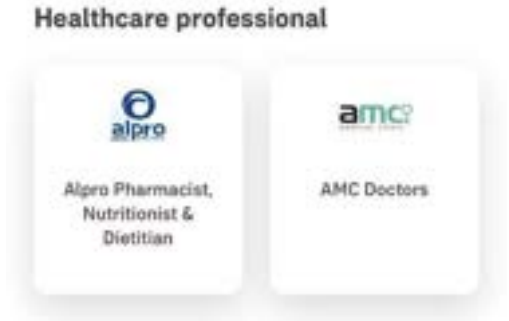 Healthcare professional
alpro
Alpro Pharmacist,
Nutritionist &
Dietitian
amc
AMC Doctors